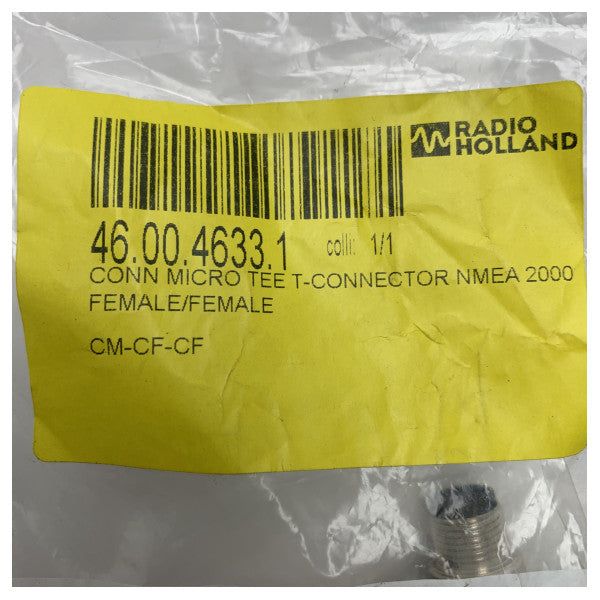 RADIO
HOLLAND
46.00.4633.1 colli: 1/1
CONN MICRO TEE T-CONNECTOR NMEA 2000
FEMALE/FEMALE
CM-CF-CF